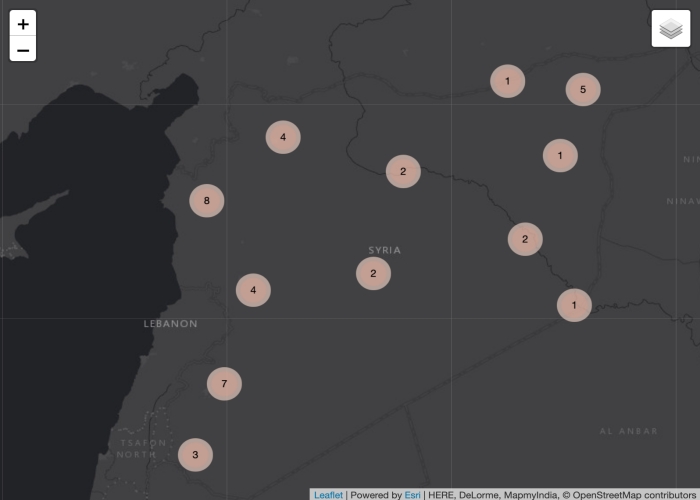 +
−
1
5
4
1
2
NIN
8
NINAW
2
SYRIA
2
4
1
LEBANON
7
AL ANBAR
TSAFON
NORTH
3
Leaflet | Powered by Esri | HERE, DeLorme, MapmyIndia, © OpenStreetMap contributors